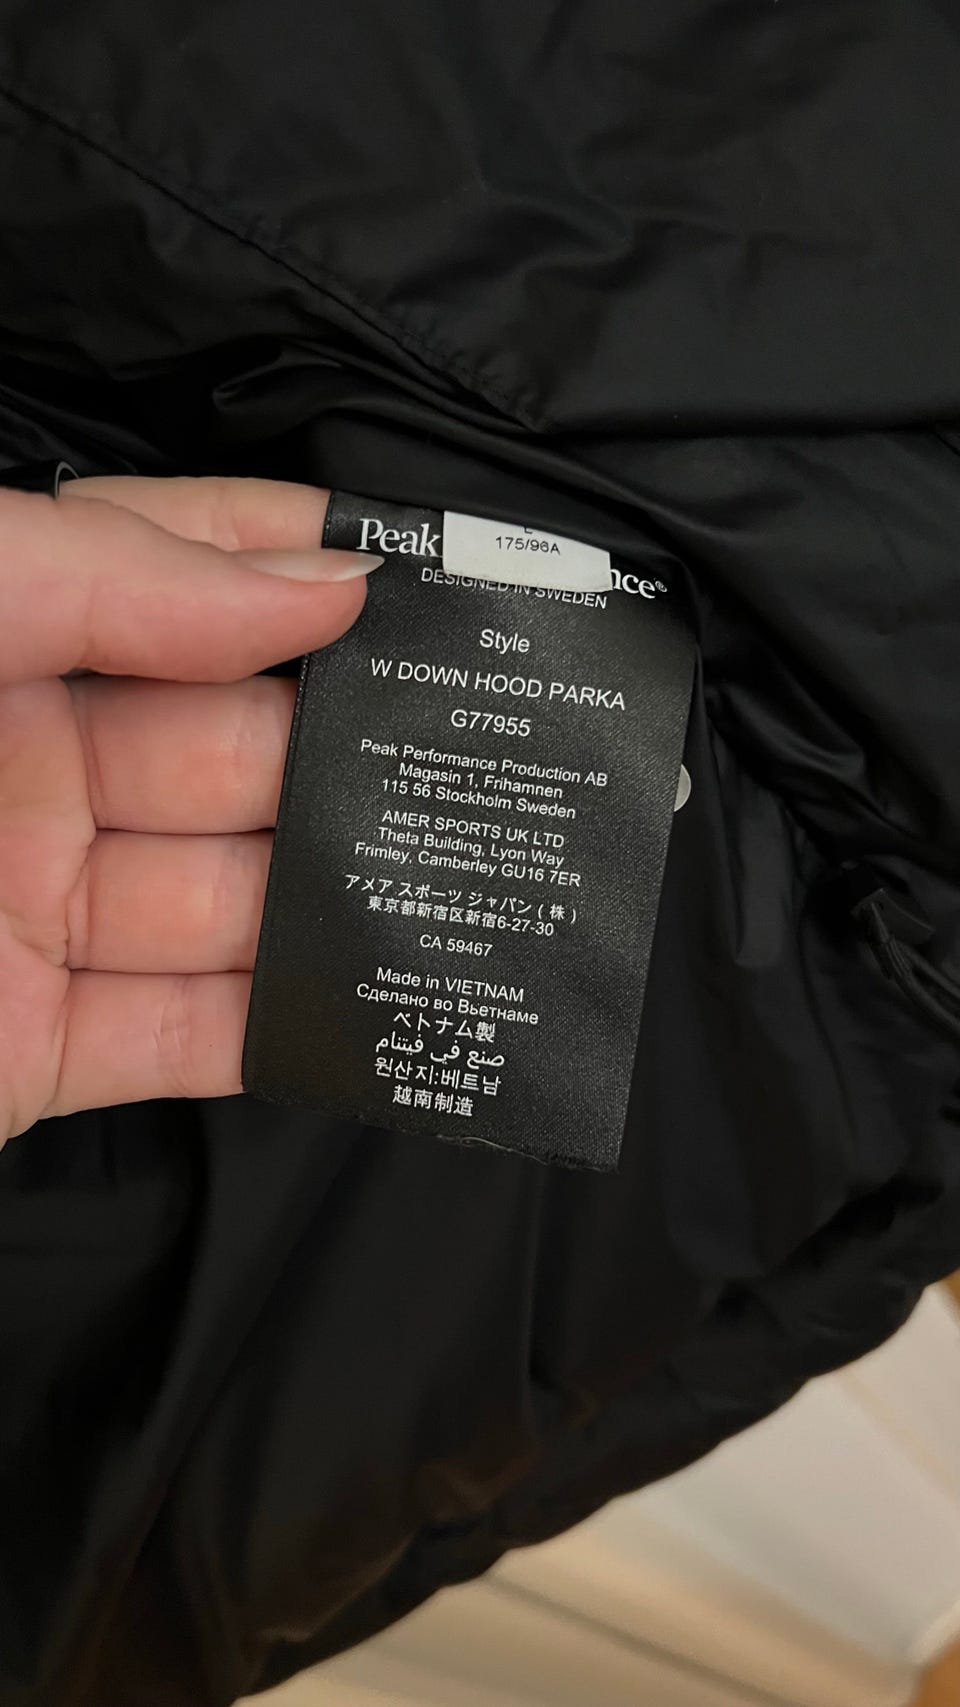 175/96A
Peak
nce®
DESIGNED IN SWEDEN
Style
W DOWN HOOD PARKA
G77955
Peak Performance Production AB
Magasin 1, Frihamnen
115 56 Stockholm Sweden
AMER SPORTS UK LTD
Theta Building, Lyon Way
Frimley, Camberley GU16 7ER
アメア スポーツ ジャパン ( 株 )
東京都新宿区新宿6-27-30
CA 59467
Made in VIETNAM
Сделано во Вьетнаме
ベトナム製
صنع في فيتنام
원산지:베트남
越南制造